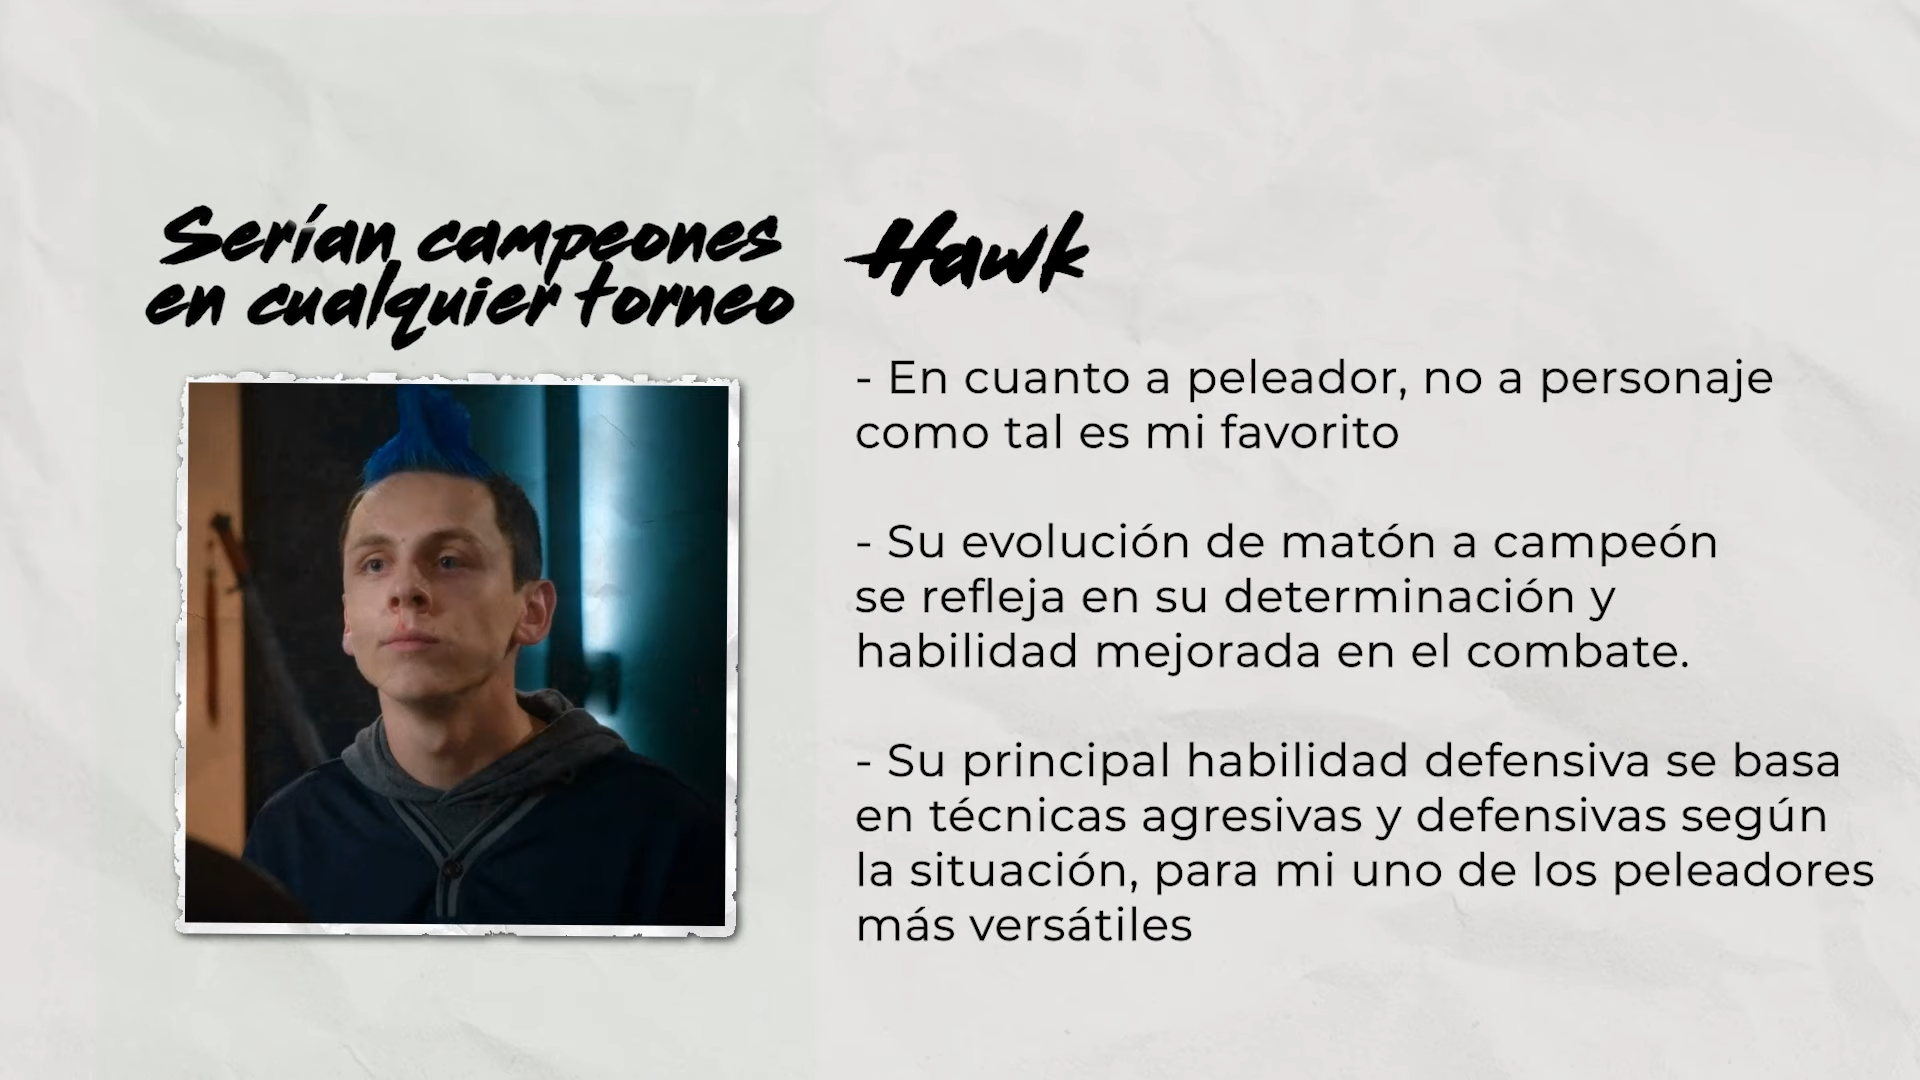 Serían campeones
en cualquier torneo
Hawk
- En cuanto a peleador, no a personaje
como tal es mi favorito
- Su evolución de matón a campeón
se refleja en su determinación y
habilidad mejorada en el combate.
- Su principal habilidad defensiva se basa
en técnicas agresivas y defensivas según
la situación, para mi uno de los peleadores
más versátiles